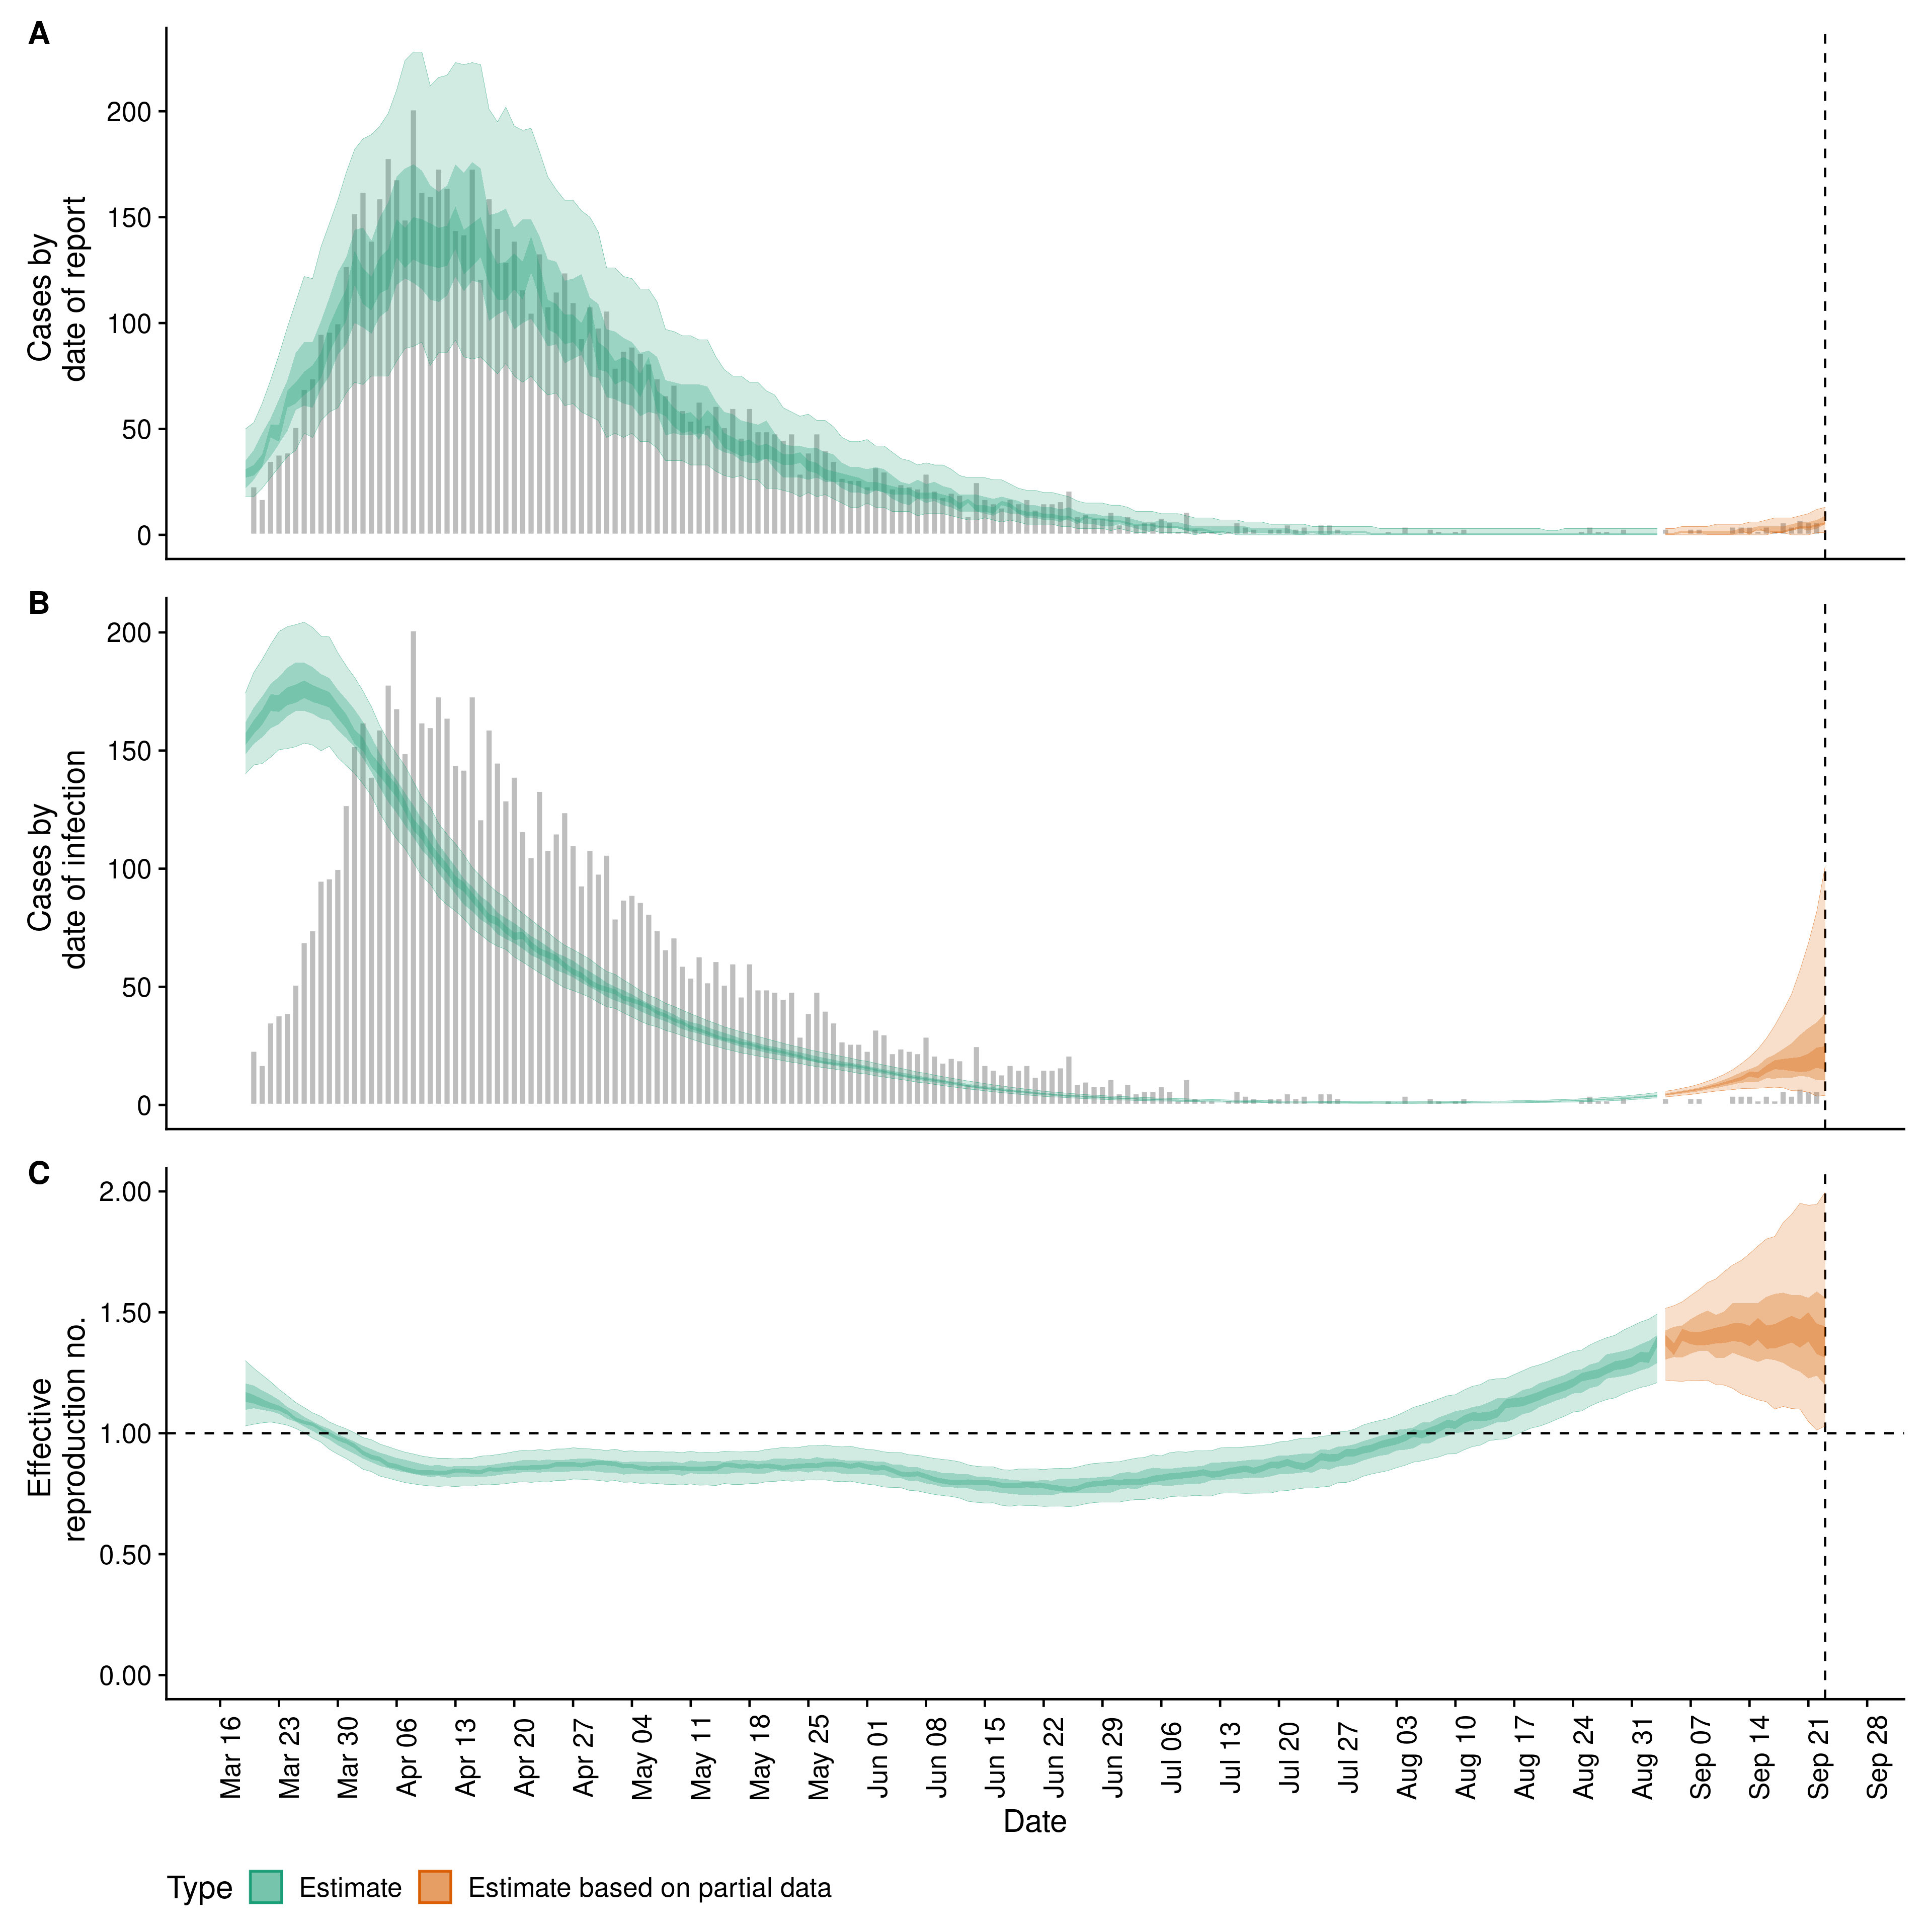 A
Cases by
date of report
200
150
100
50
0
B
Cases by
date of infection
200
150
100
50
0
C
Effective
reproduction no.
2.00
1.50
1.00
0.50
0.00
Mar 16
Mar 23
Mar 30
Apr 06
Apr 13
Apr 20
Apr 27
May 04
May 11
May 18
May 25
Jun 01
Jun 08
Jun 15
Jun 22
Jun 29
Jul 06
Jul 13
Jul 20
Jul 27
Aug 03
Aug 10
Aug 17
Aug 24
Aug 31
Sep 07
Sep 14
Sep 21
Sep 28
Date
Type Estimate Estimate based on partial data